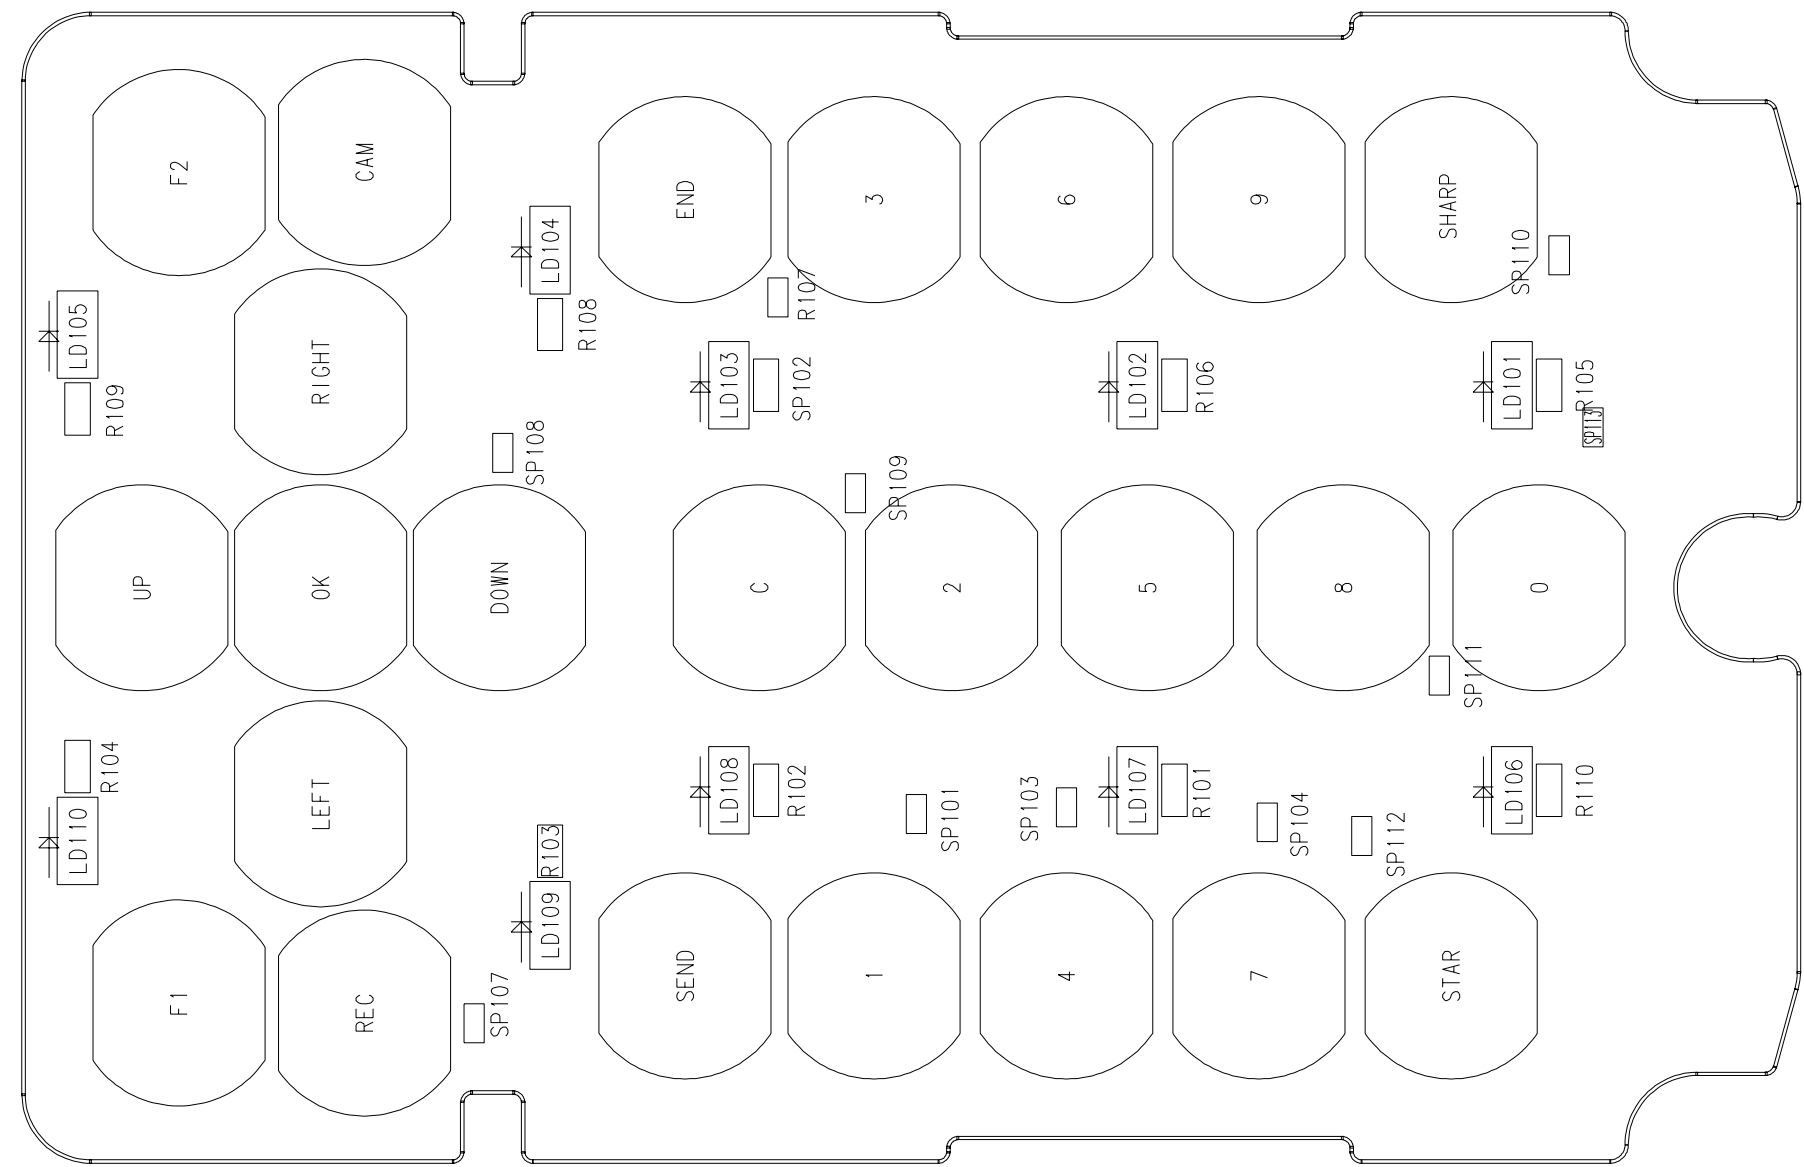 F2
CAM
END
3
6
9
SHARP
LD104
SP110
R107
R108
LD105
RIGHT
LD103
SP102
LD102
R106
LD101
R105
R109
SP113
SP108
SP109
UP
OK
DOWN
C
2
5
8
0
SP111
R104
LEFT
LD108
R102
SP101
SP103
LD107
R101
SP104
LD106
R110
LD110
R103
SP112
LD109
F1
REC
SP107
SEND
1
4
7
STAR